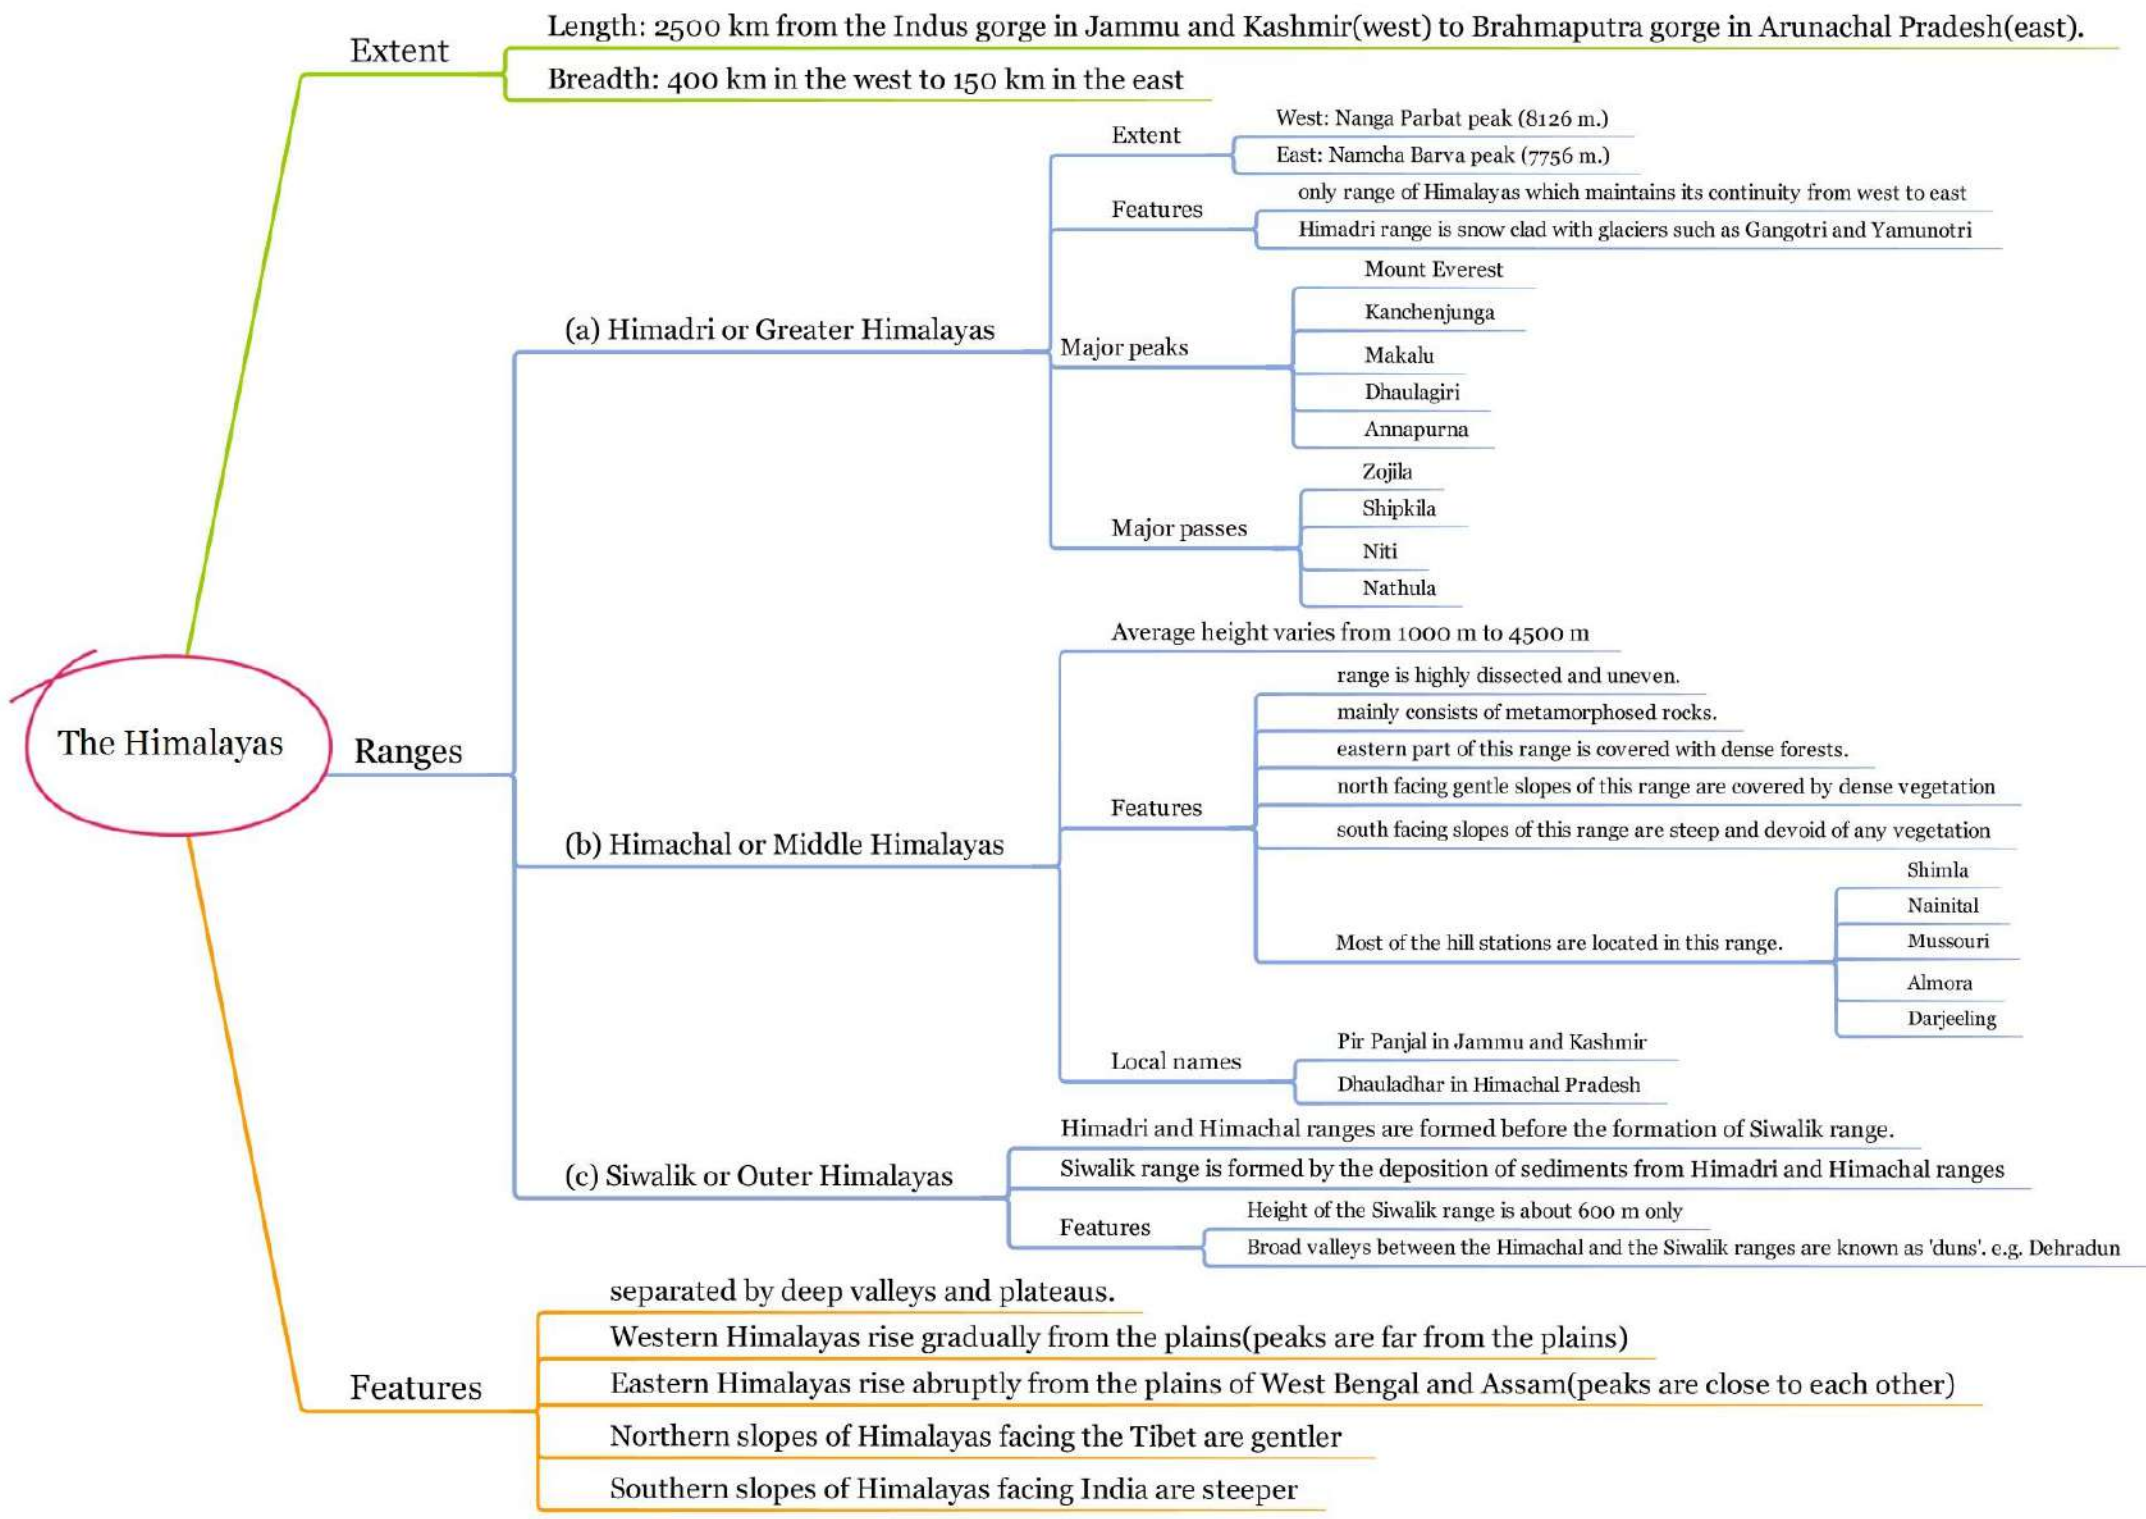 The Himalayas
Extent
Length: 2500 km from the Indus gorge in Jammu and Kashmir(west) to Brahmaputra gorge in Arunachal Pradesh(east).
Breadth: 400 km in the west to 150 km in the east
Ranges
(a) Himadri or Greater Himalayas
Extent
West: Nanga Parbat peak (8126 m.)
East: Namcha Barva peak (7756 m.)
Features
only range of Himalayas which maintains its continuity from west to east
Himadri range is snow clad with glaciers such as Gangotri and Yamunotri
Major peaks
Mount Everest
Kanchenjunga
Makalu
Dhaulagiri
Annapurna
Major passes
Zojila
Shipkila
Niti
Nathula
(b) Himachal or Middle Himalayas
Average height varies from 1000 m to 4500 m
Features
range is highly dissected and uneven.
mainly consists of metamorphosed rocks.
eastern part of this range is covered with dense forests.
north facing gentle slopes of this range are covered by dense vegetation
south facing slopes of this range are steep and devoid of any vegetation
Most of the hill stations are located in this range.
Shimla
Nainital
Mussouri
Almora
Darjeeling
Local names
Pir Panjal in Jammu and Kashmir
Dhauladhar in Himachal Pradesh
(c) Siwalik or Outer Himalayas
Himadri and Himachal ranges are formed before the formation of Siwalik range.
Siwalik range is formed by the deposition of sediments from Himadri and Himachal ranges
Features
Height of the Siwalik range is about 600 m only
Broad valleys between the Himachal and the Siwalik ranges are known as 'duns'. e.g. Dehradun
Features
separated by deep valleys and plateaus.
Western Himalayas rise gradually from the plains(peaks are far from the plains)
Eastern Himalayas rise abruptly from the plains of West Bengal and Assam(peaks are close to each other)
Northern slopes of Himalayas facing the Tibet are gentler
Southern slopes of Himalayas facing India are steeper